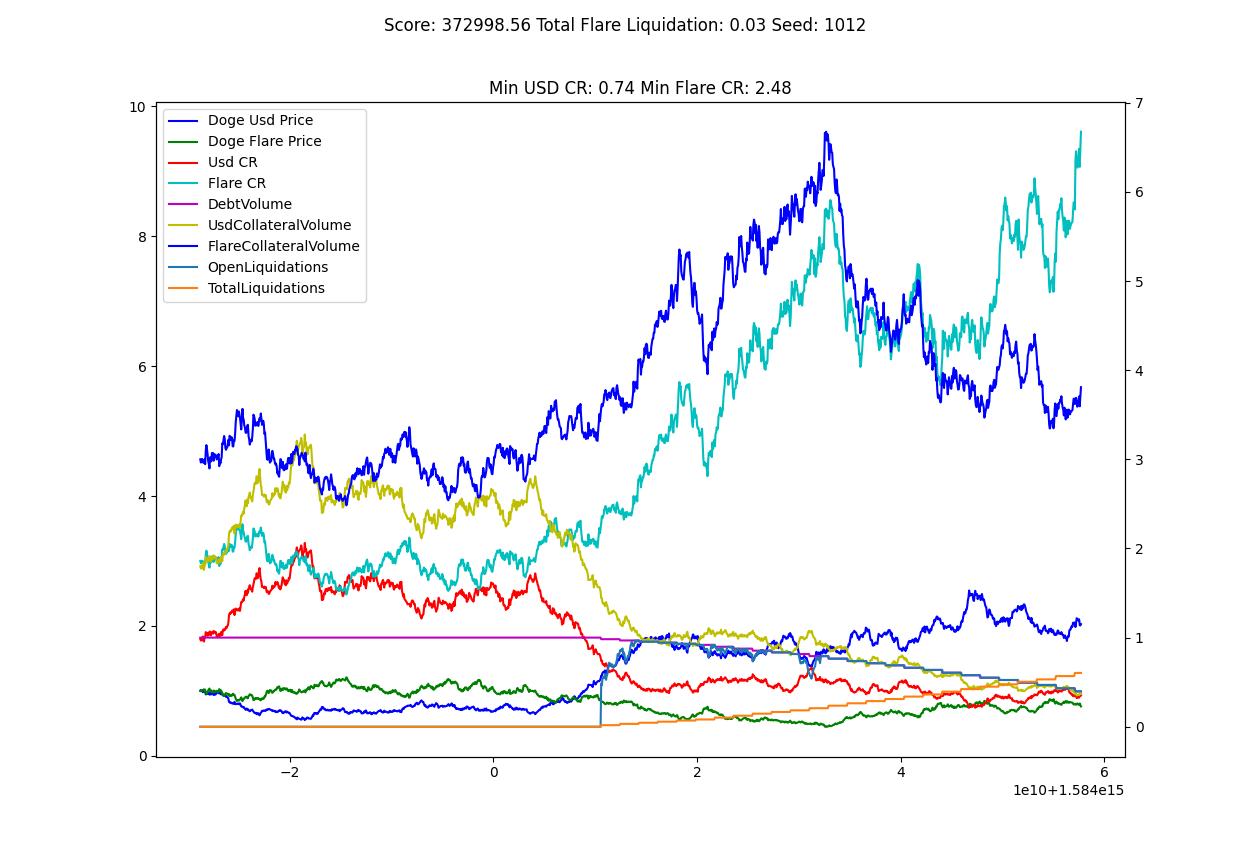 Score: 372998.56 Total Flare Liquidation: 0.03 Seed: 1012
Min USD CR: 0.74 Min Flare CR: 2.48
Doge Usd Price
Doge Flare Price
Usd CR
Flare CR
DebtVolume
UsdCollateralVolume
FlareCollateralVolume
OpenLiquidations
TotalLiquidations
10
8
6
4
2
0
7
6
5
4
3
2
1
0
−2 0 2 4 6
1e10+1.584e15